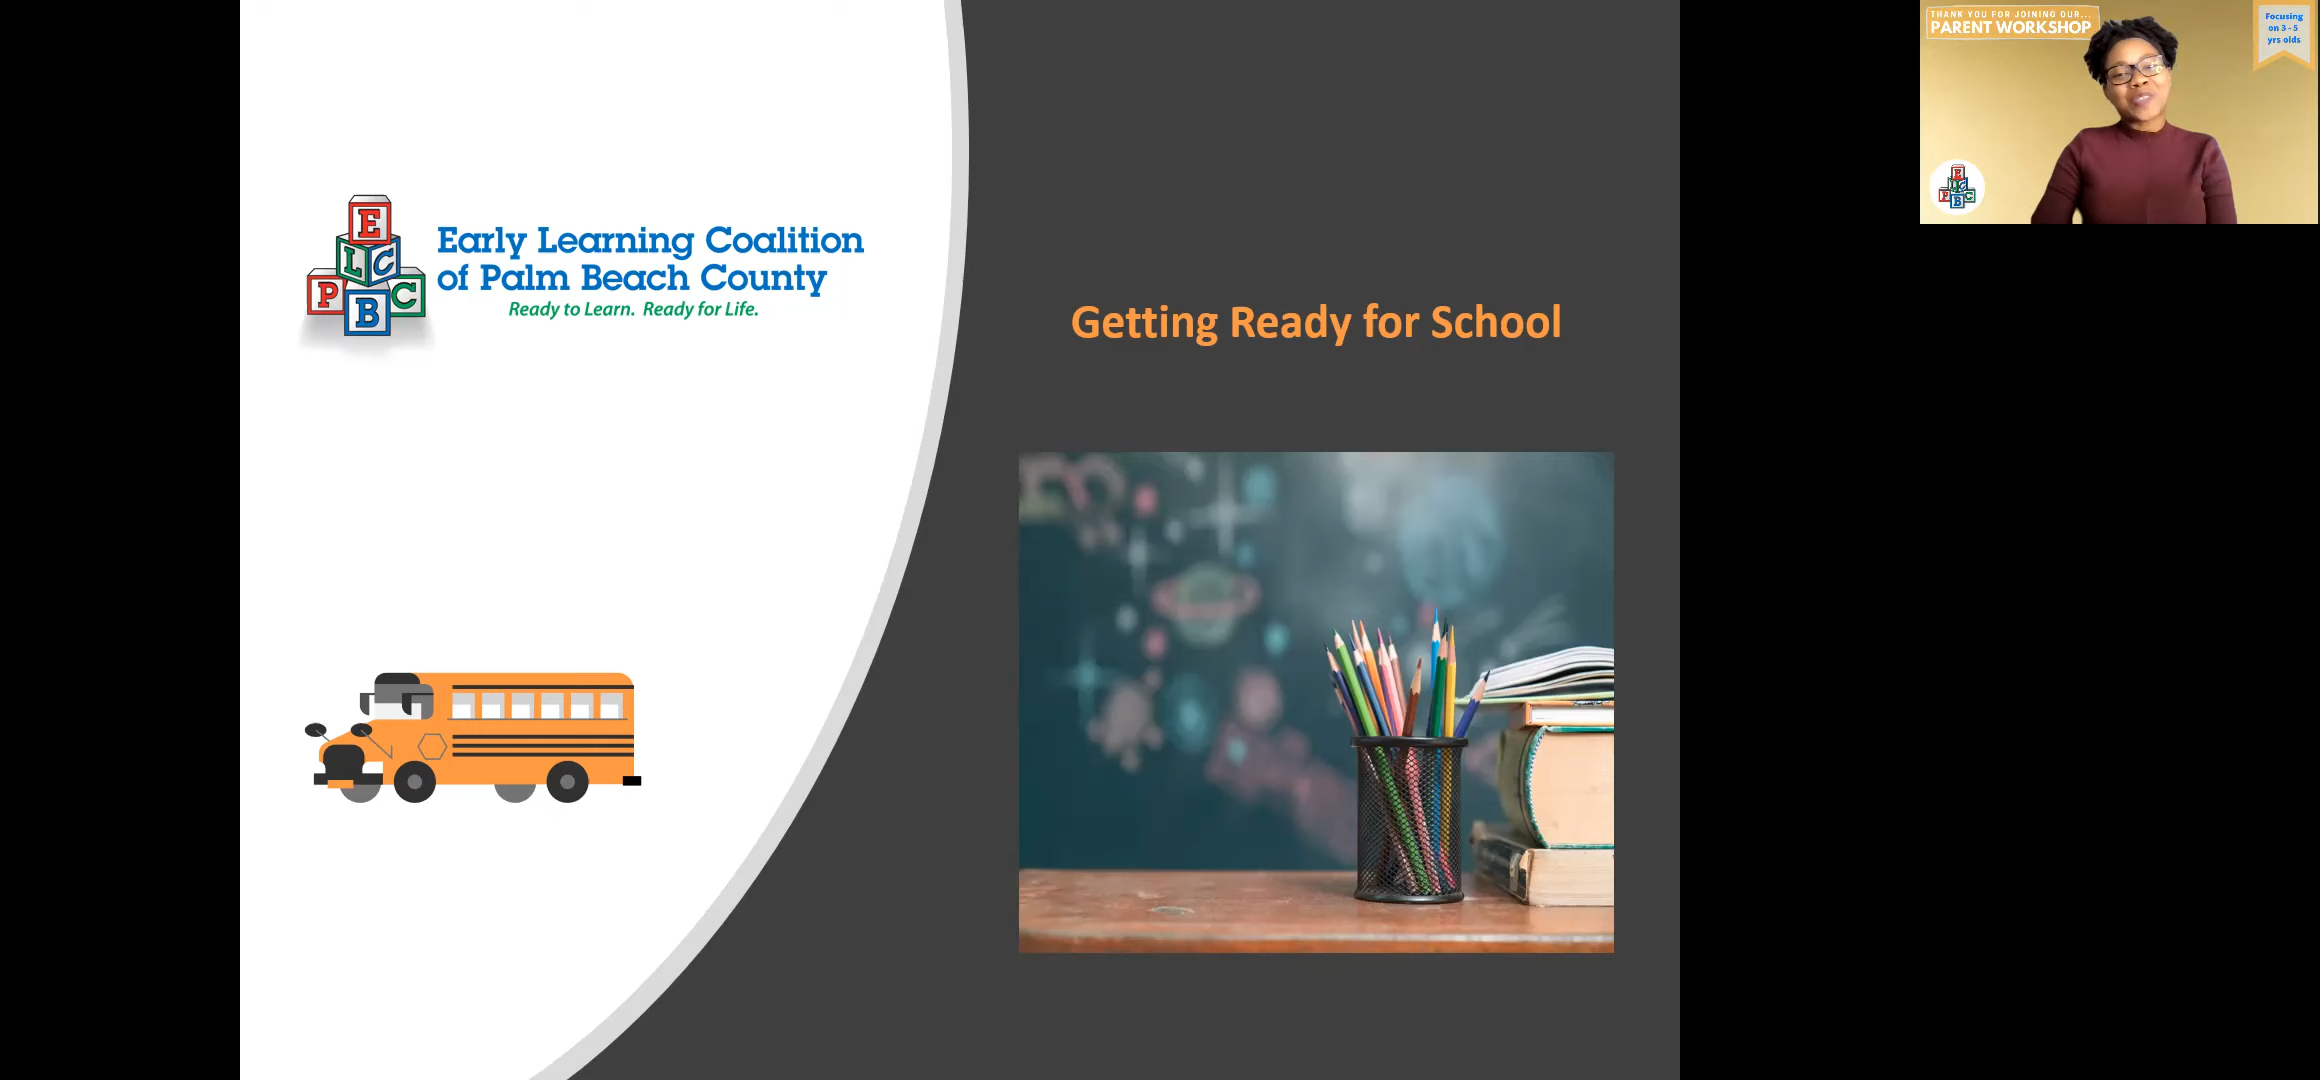 E
L C
P B C
Early Learning Coalition
of Palm Beach County
Ready to Learn. Ready for Life.
Getting Ready for School
THANK YOU FOR JOINING OUR...
PARENT WORKSHOP
Focusing
on 3 - 5
yrs olds
E
L C
P B C